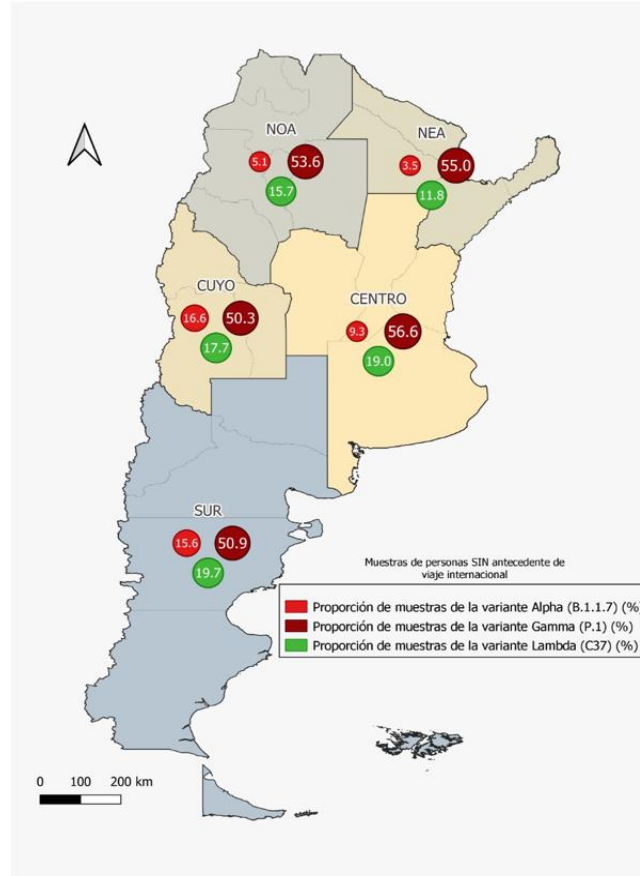 NOA
5.1
53.6
15.7
NEA
3.5
55.0
11.8
CUYO
16.6
50.3
17.7
CENTRO
9.3
56.6
19.0
SUR
15.6
50.9
19.7
Muestras de personas SIN antecedente de
viaje internacional
Proporción de muestras de la variante Alpha (B.1.1.7) (%)
Proporción de muestras de la variante Gamma (P.1) (%)
Proporción de muestras de la variante Lambda (C37) (%)
0 100 200 km